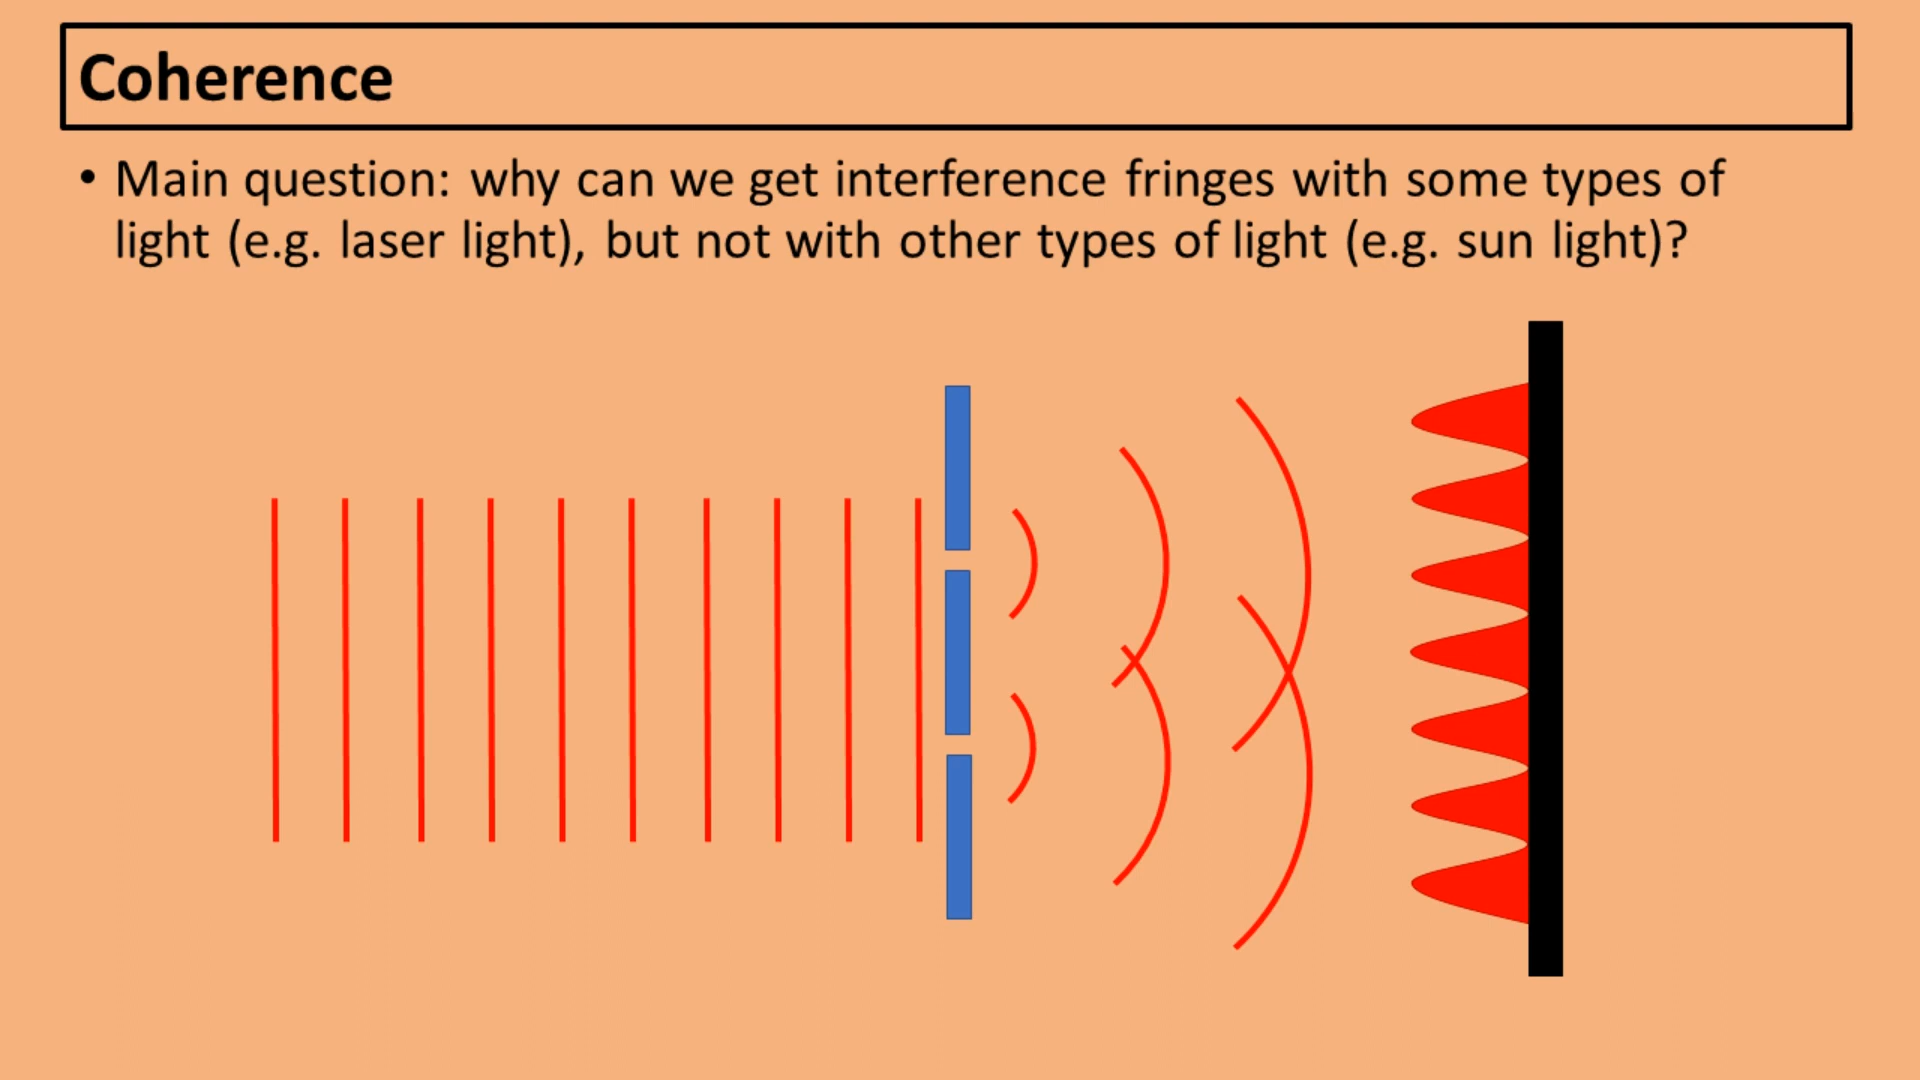 Coherence
• Main question: why can we get interference fringes with some types of
light (e.g. laser light), but not with other types of light (e.g. sun light)?